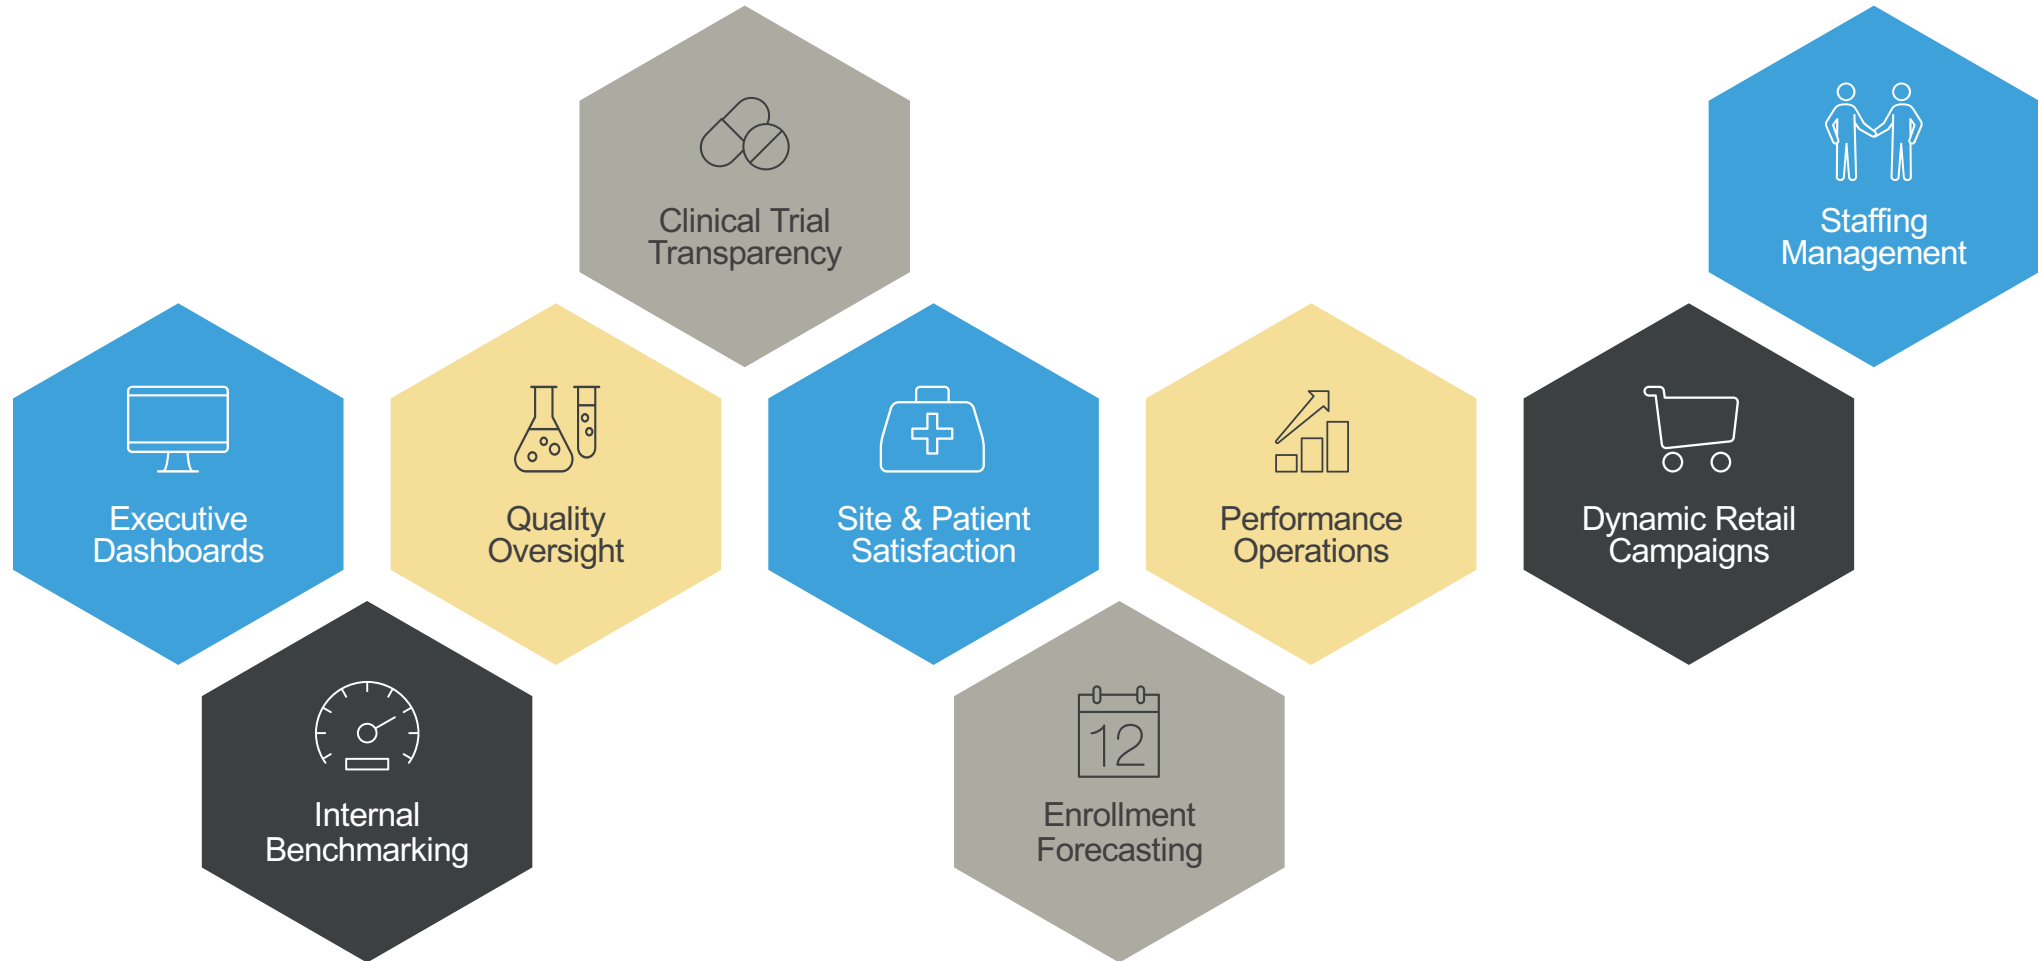 Clinical Trial
Transparency
Staffing
Management
Executive
Dashboards
Quality
Oversight
Site & Patient
Satisfaction
Performance
Operations
Dynamic Retail
Campaigns
Internal
Benchmarking
12
Enrollment
Forecasting